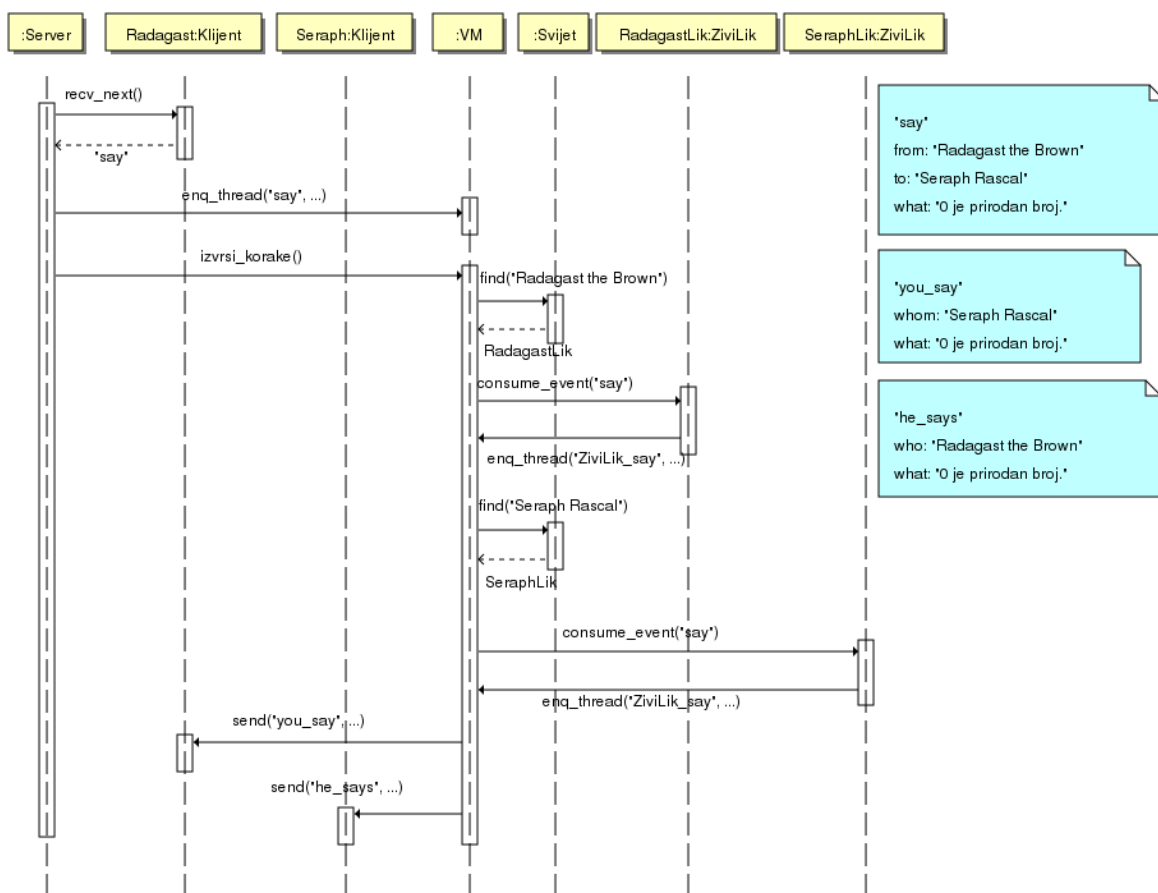 :Server
Radagast:Klijent
Seraph:Klijent
:VM
:Svijet
RadagastLik:ZiviLik
SeraphLik:ZiviLik
recv_next()
"say"
enq_thread("say", ...)
izvrsi_korake()
find("Radagast the Brown")
RadagastLik
consume_event("say")
enq_thread("ZiviLik_say", ...)
find("Seraph Rascal")
SeraphLik
consume_event("say")
enq_thread("ZiviLik_say", ...)
send("you_say", ...)
send("he_says", ...)
"say"
from: "Radagast the Brown"
to: "Seraph Rascal"
what: "0 je prirodan broj."
"you_say"
whom: "Seraph Rascal"
what: "0 je prirodan broj."
"he_says"
who: "Radagast the Brown"
what: "0 je prirodan broj."